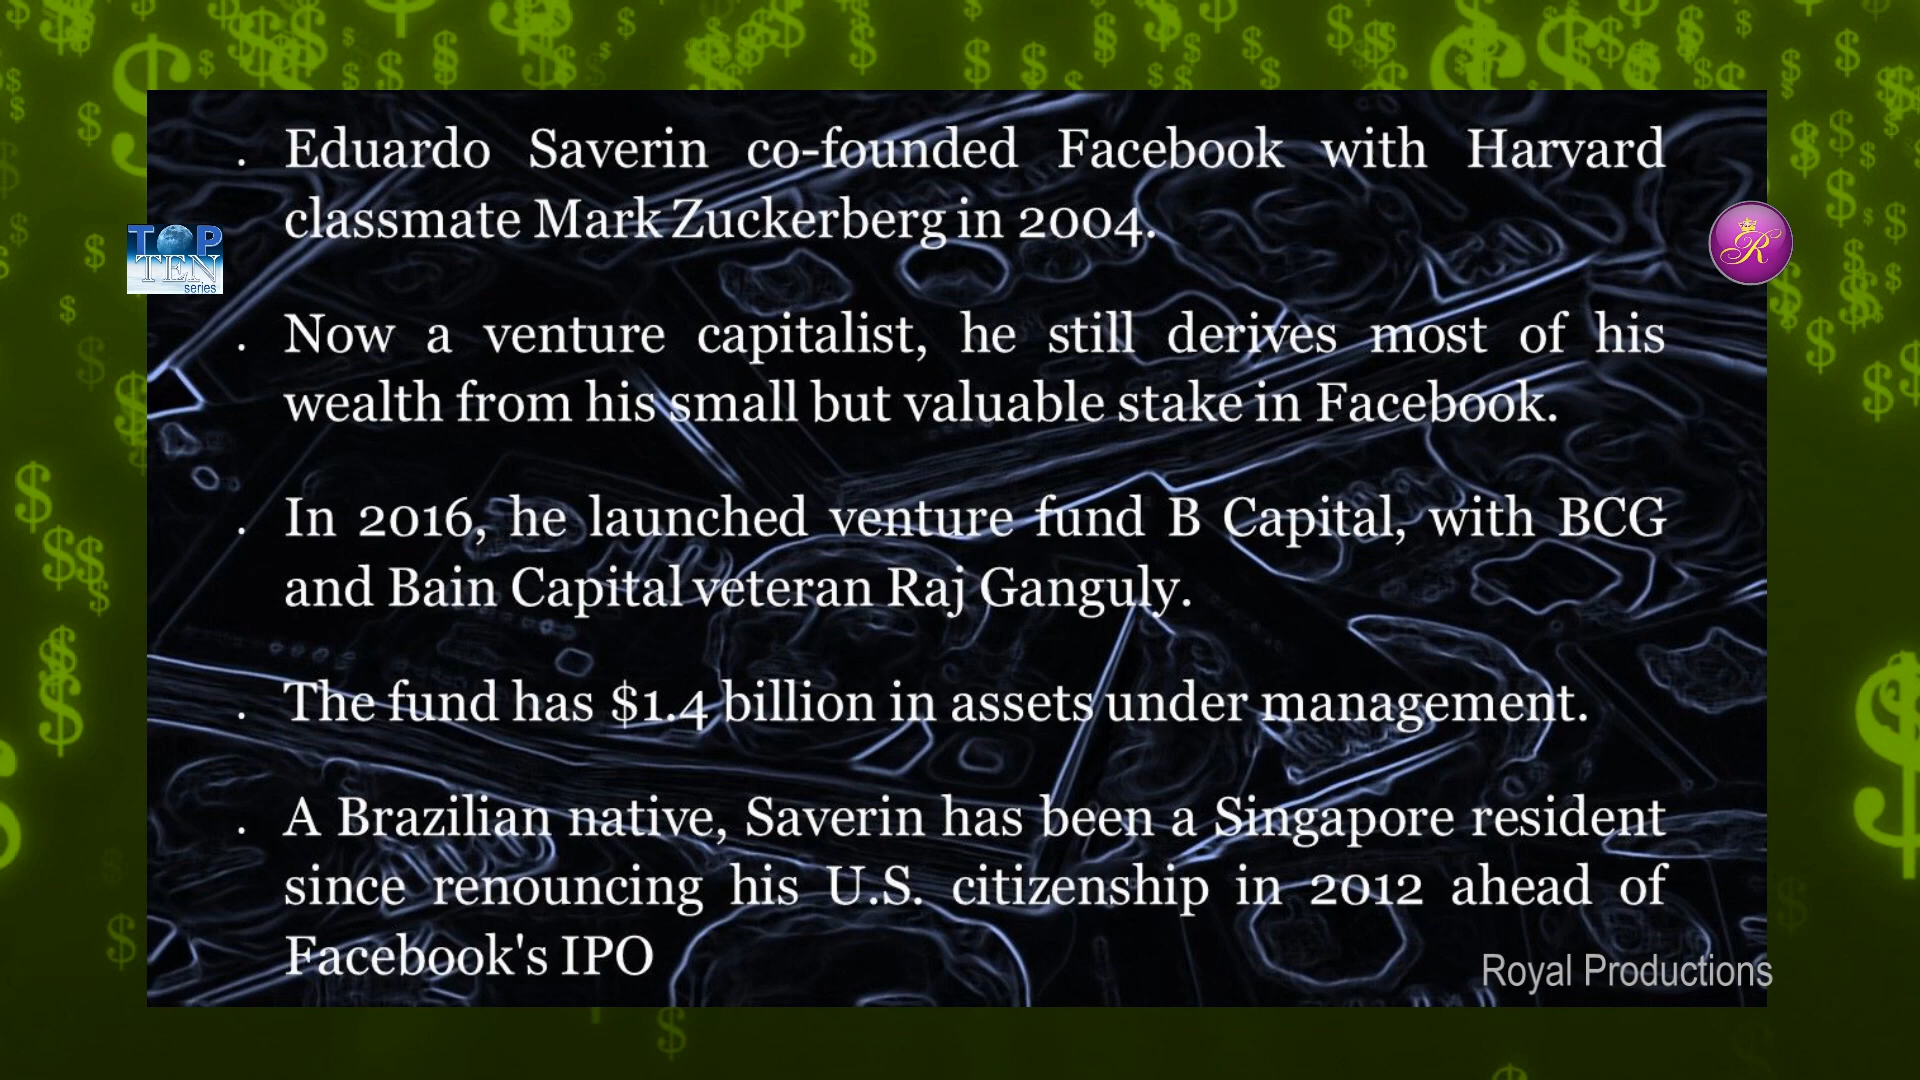 . Eduardo Saverin co-founded Facebook with Harvard
classmate Mark Zuckerberg in 2004.
TOP
TEN
series
R
. Now a venture capitalist, he still derives most of his
wealth from his small but valuable stake in Facebook.
. In 2016, he launched venture fund B Capital, with BCG
and Bain Capital veteran Raj Ganguly.
. The fund has $1.4 billion in assets under management.
. A Brazilian native, Saverin has been a Singapore resident
since renouncing his U.S. citizenship in 2012 ahead of
Facebook's IPO
Royal Productions